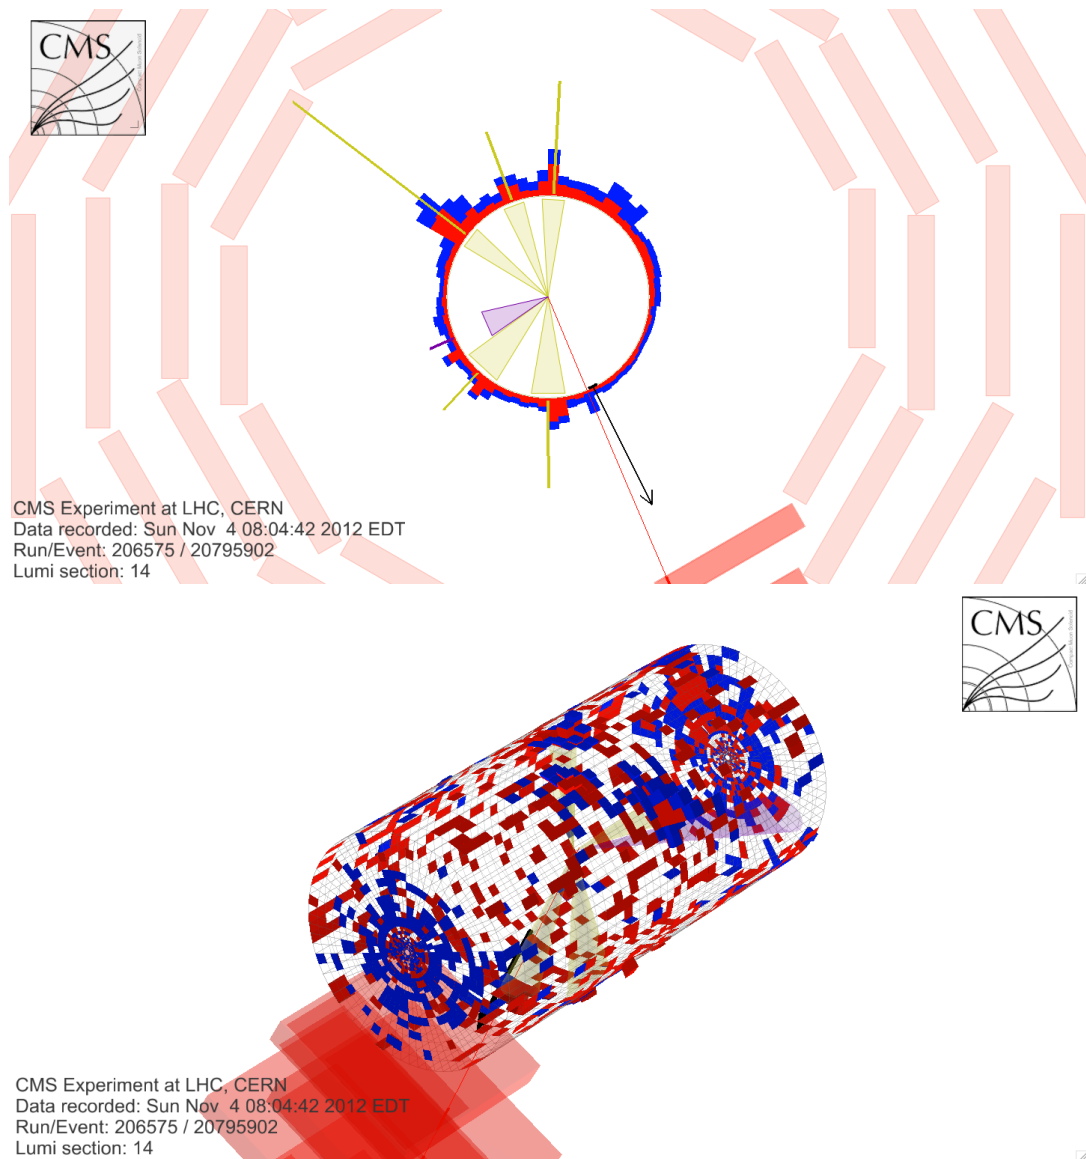 CMS
CMS Experiment at LHC, CERN
Data recorded: Sun Nov  4 08:04:42 2012 EDT
Run/Event: 206575 / 20795902
Lumi section: 14
CMS
CMS Experiment at LHC, CERN
Data recorded: Sun Nov  4 08:04:42 2012 EDT
Run/Event: 206575 / 20795902
Lumi section: 14